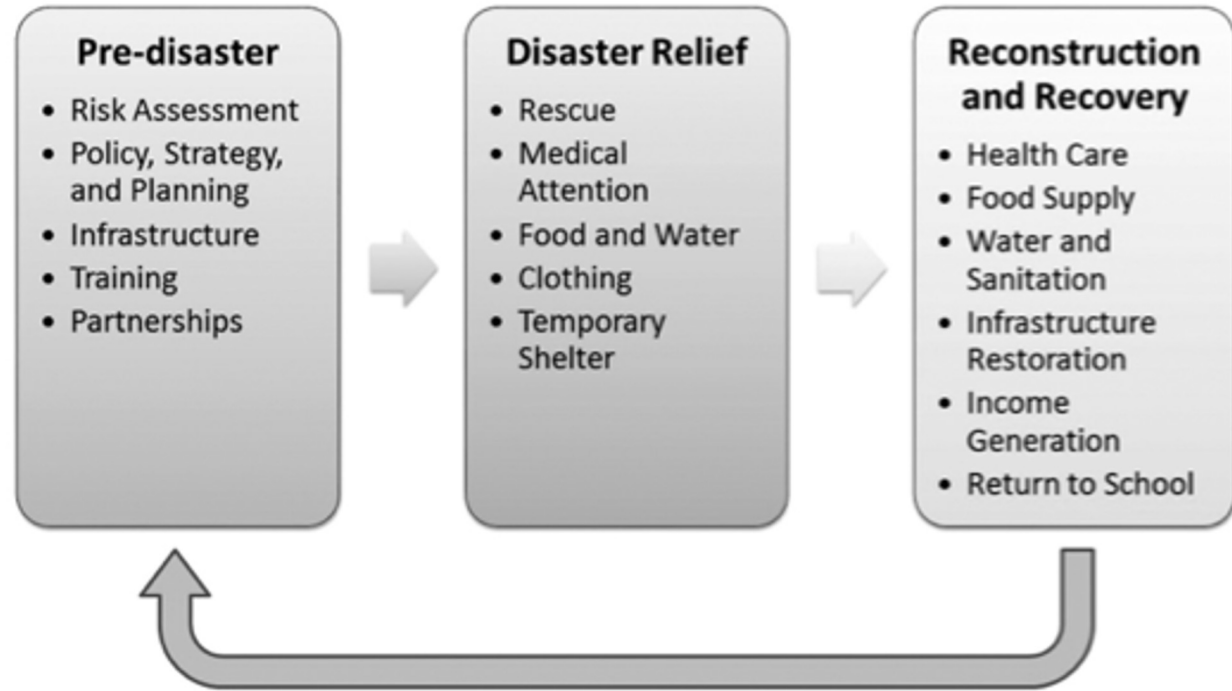 Pre-disaster
• Risk Assessment
• Policy, Strategy,
and Planning
• Infrastructure
• Training
• Partnerships
Disaster Relief
• Rescue
• Medical
Attention
• Food and Water
• Clothing
• Temporary
Shelter
Reconstruction
and Recovery
• Health Care
• Food Supply
• Water and
Sanitation
• Infrastructure
Restoration
• Income
Generation
• Return to School